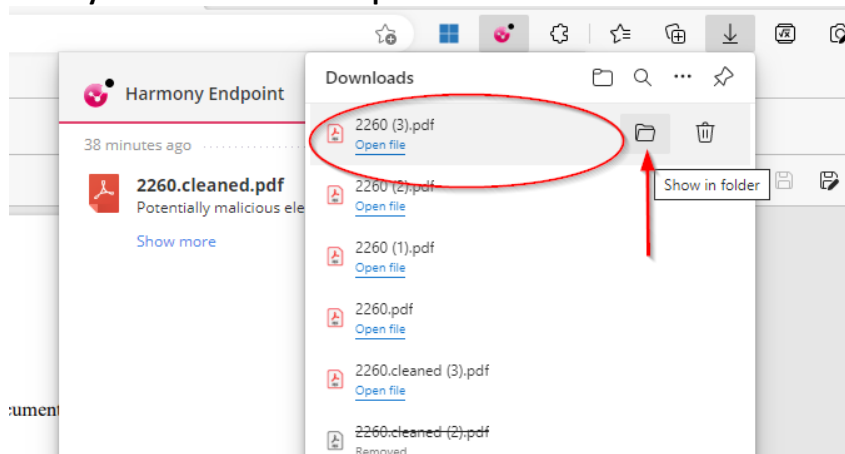 Harmony Endpoint
38 minutes ago
2260.cleaned.pdf
Potentially malicious ele
Show more
Downloads
2260 (3).pdf
Open file
Show in folder
2260 (2).pdf
Open file
2260 (1).pdf
Open file
2260.pdf
Open file
2260.cleaned (3).pdf
Open file
2260.cleaned (2).pdf
Removed
cument